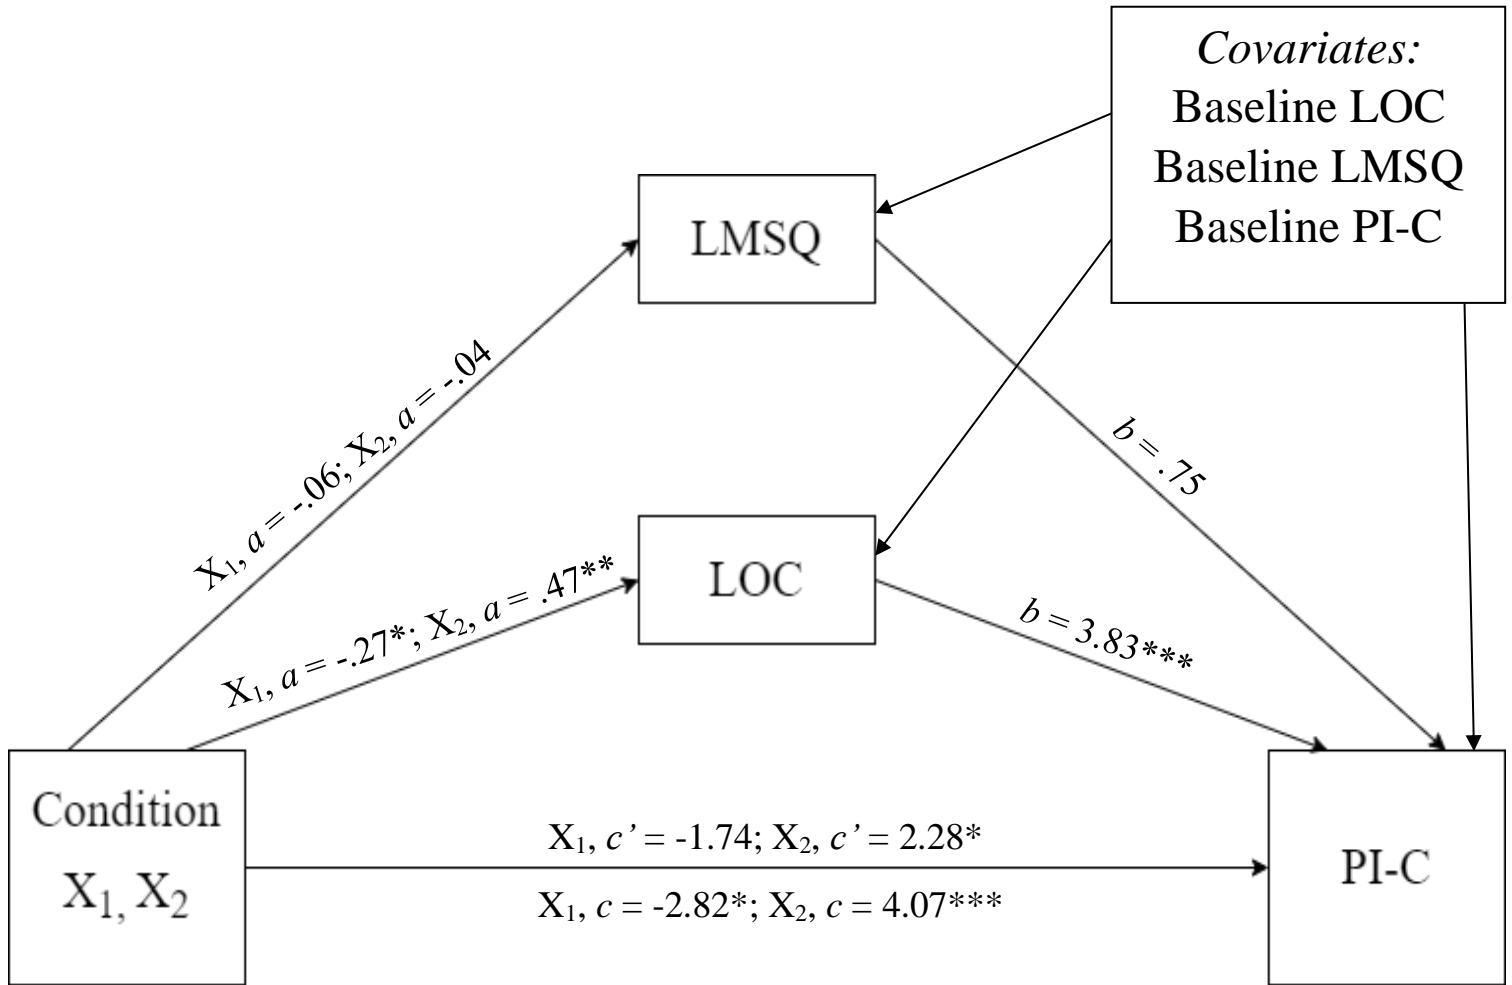 Covariates:
Baseline LOC
Baseline LMSQ
Baseline PI-C
LMSQ
X₁, a = -.06; X₂, a = -.04
b = .75
LOC
X₁, a = -.27*; X₂, a = .47**
b = 3.83***
Condition
X₁, X₂
X₁, c’ = -1.74; X₂, c’ = 2.28*
X₁, c = -2.82*; X₂, c = 4.07***
PI-C